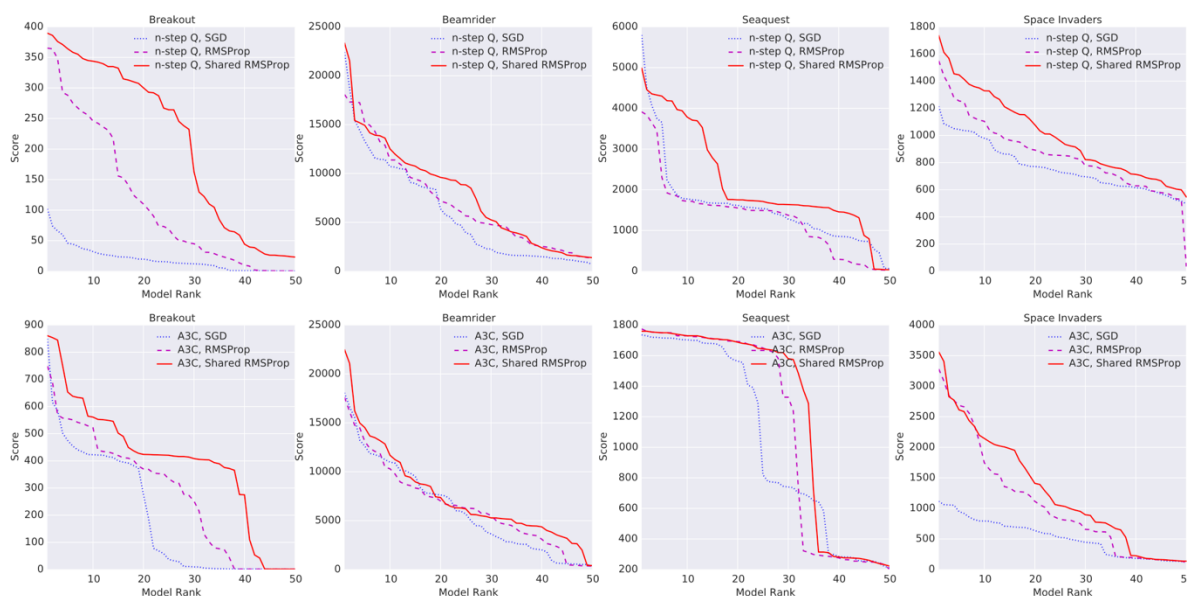 Breakout
n-step Q, SGD
n-step Q, RMSProp
n-step Q, Shared RMSProp
400
350
300
250
200
150
100
50
0
Score
10 20 30 40 50
Model Rank
Beamrider
n-step Q, SGD
n-step Q, RMSProp
n-step Q, Shared RMSProp
25000
20000
15000
10000
5000
0
Score
10 20 30 40 50
Model Rank
Seaquest
n-step Q, SGD
n-step Q, RMSProp
n-step Q, Shared RMSProp
6000
5000
4000
3000
2000
1000
0
Score
10 20 30 40 50
Model Rank
Space Invaders
n-step Q, SGD
n-step Q, RMSProp
n-step Q, Shared RMSProp
1800
1600
1400
1200
1000
800
600
400
200
0
Score
10 20 30 40 50
Model Rank
Breakout
A3C, SGD
A3C, RMSProp
A3C, Shared RMSProp
900
800
700
600
500
400
300
200
100
0
Score
10 20 30 40 50
Model Rank
Beamrider
A3C, SGD
A3C, RMSProp
A3C, Shared RMSProp
25000
20000
15000
10000
5000
0
Score
10 20 30 40 50
Model Rank
Seaquest
A3C, SGD
A3C, RMSProp
A3C, Shared RMSProp
1800
1600
1400
1200
1000
800
600
400
200
Score
10 20 30 40 50
Model Rank
Space Invaders
A3C, SGD
A3C, RMSProp
A3C, Shared RMSProp
4000
3500
3000
2500
2000
1500
1000
500
0
Score
10 20 30 40 50
Model Rank